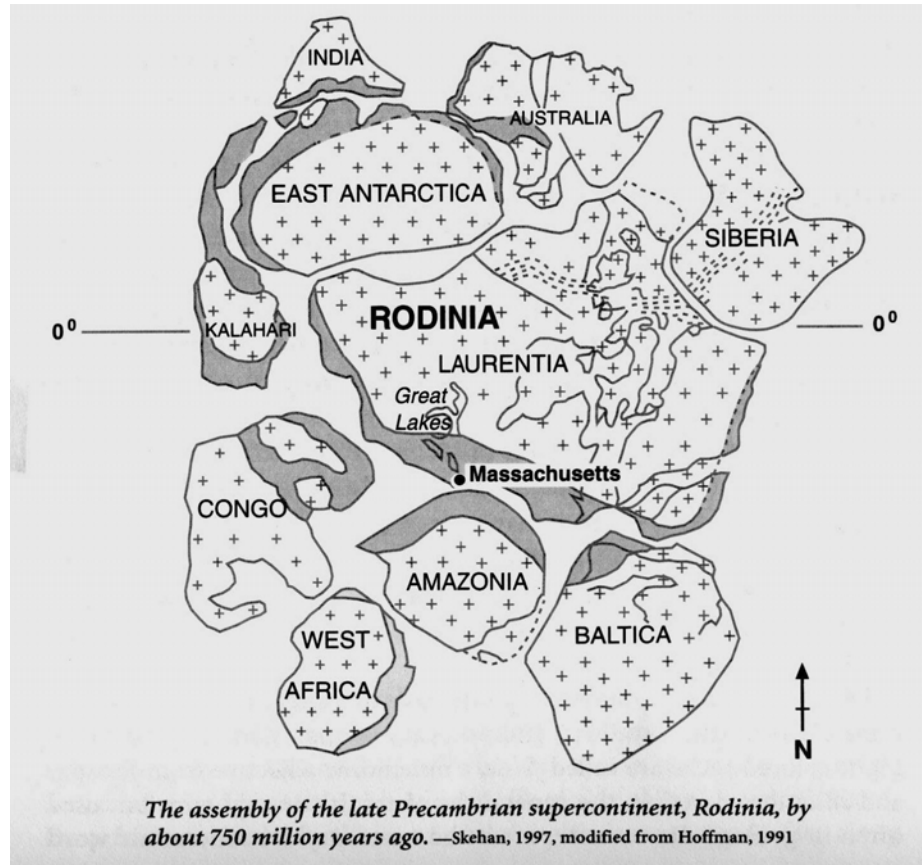 INDIA
AUSTRALIA
EAST ANTARCTICA
SIBERIA
RODINIA
0⁰
KALAHARI
0⁰
LAURENTIA
Great
Lakes
Massachusetts
CONGO
AMAZONIA
WEST
AFRICA
BALTICA
N
The assembly of the late Precambrian supercontinent, Rodinia, by
about 750 million years ago. —Skehan, 1997, modified from Hoffman, 1991